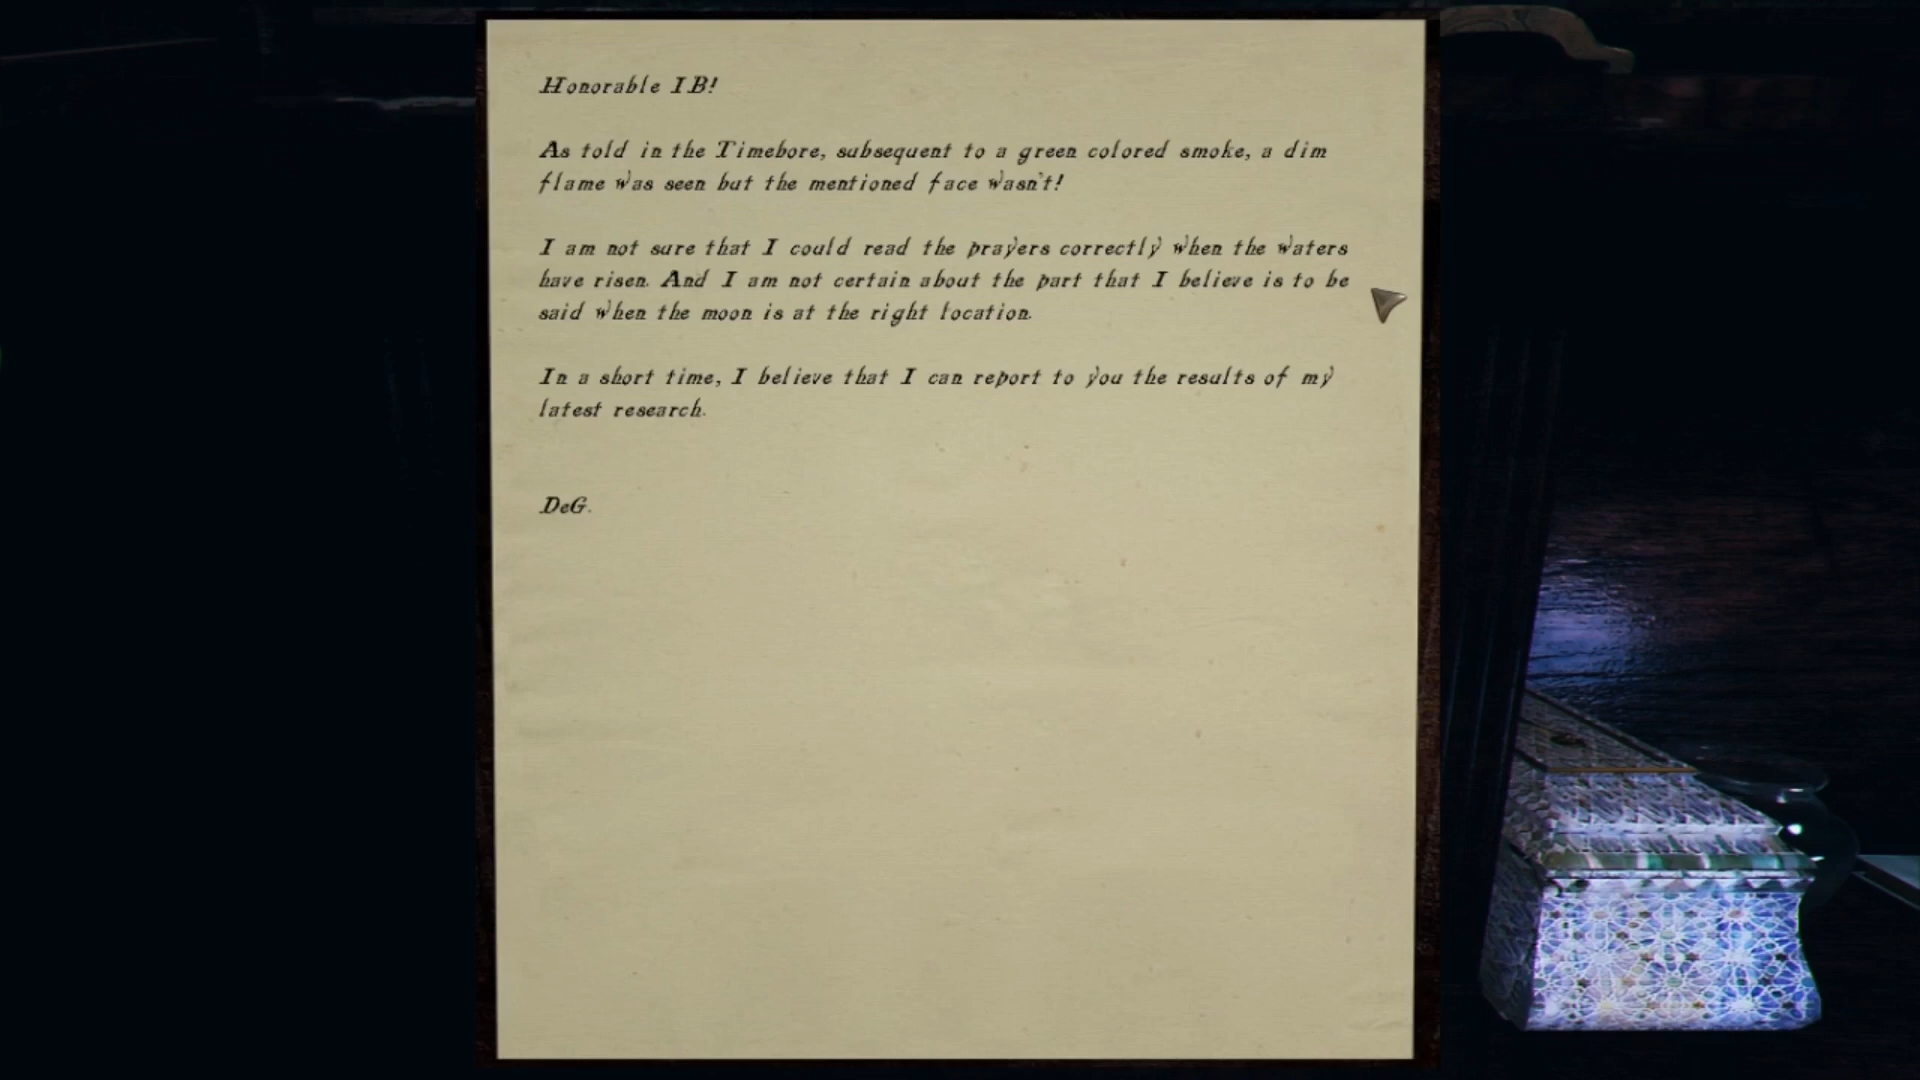 Honorable IB!
As told in the Timebore, subsequent to a green colored smoke, a dim
flame was seen but the mentioned face wasn't!
I am not sure that I could read the prayers correctly when the waters
have risen. And I am not certain about the part that I believe is to be
said when the moon is at the right location.
In a short time, I believe that I can report to you the results of my
latest research.
DeG.